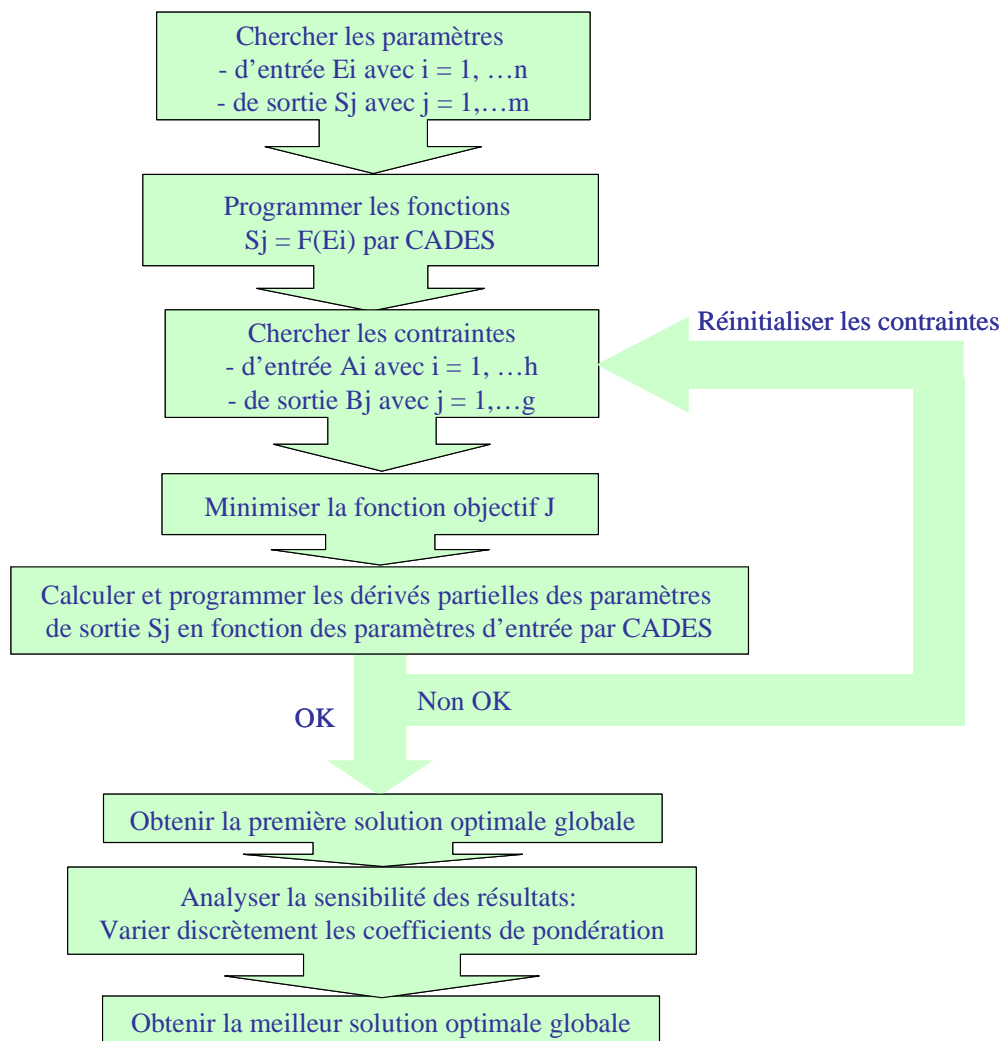 Chercher les paramètres
- d'entrée Ei avec i = 1, …n
- de sortie Sj avec j = 1,…m
Programmer les fonctions
Sj = F(Ei) par CADES
Chercher les contraintes
- d'entrée Ai avec i = 1, …h
- de sortie Bj avec j = 1,…g
Réinitialiser les contraintes
Minimiser la fonction objectif J
Calculer et programmer les dérivés partielles des paramètres
de sortie Sj en fonction des paramètres d'entrée par CADES
Non OK
OK
Obtenir la première solution optimale globale
Analyser la sensibilité des résultats:
Varier discrètement les coefficients de pondération
Obtenir la meilleur solution optimale globale